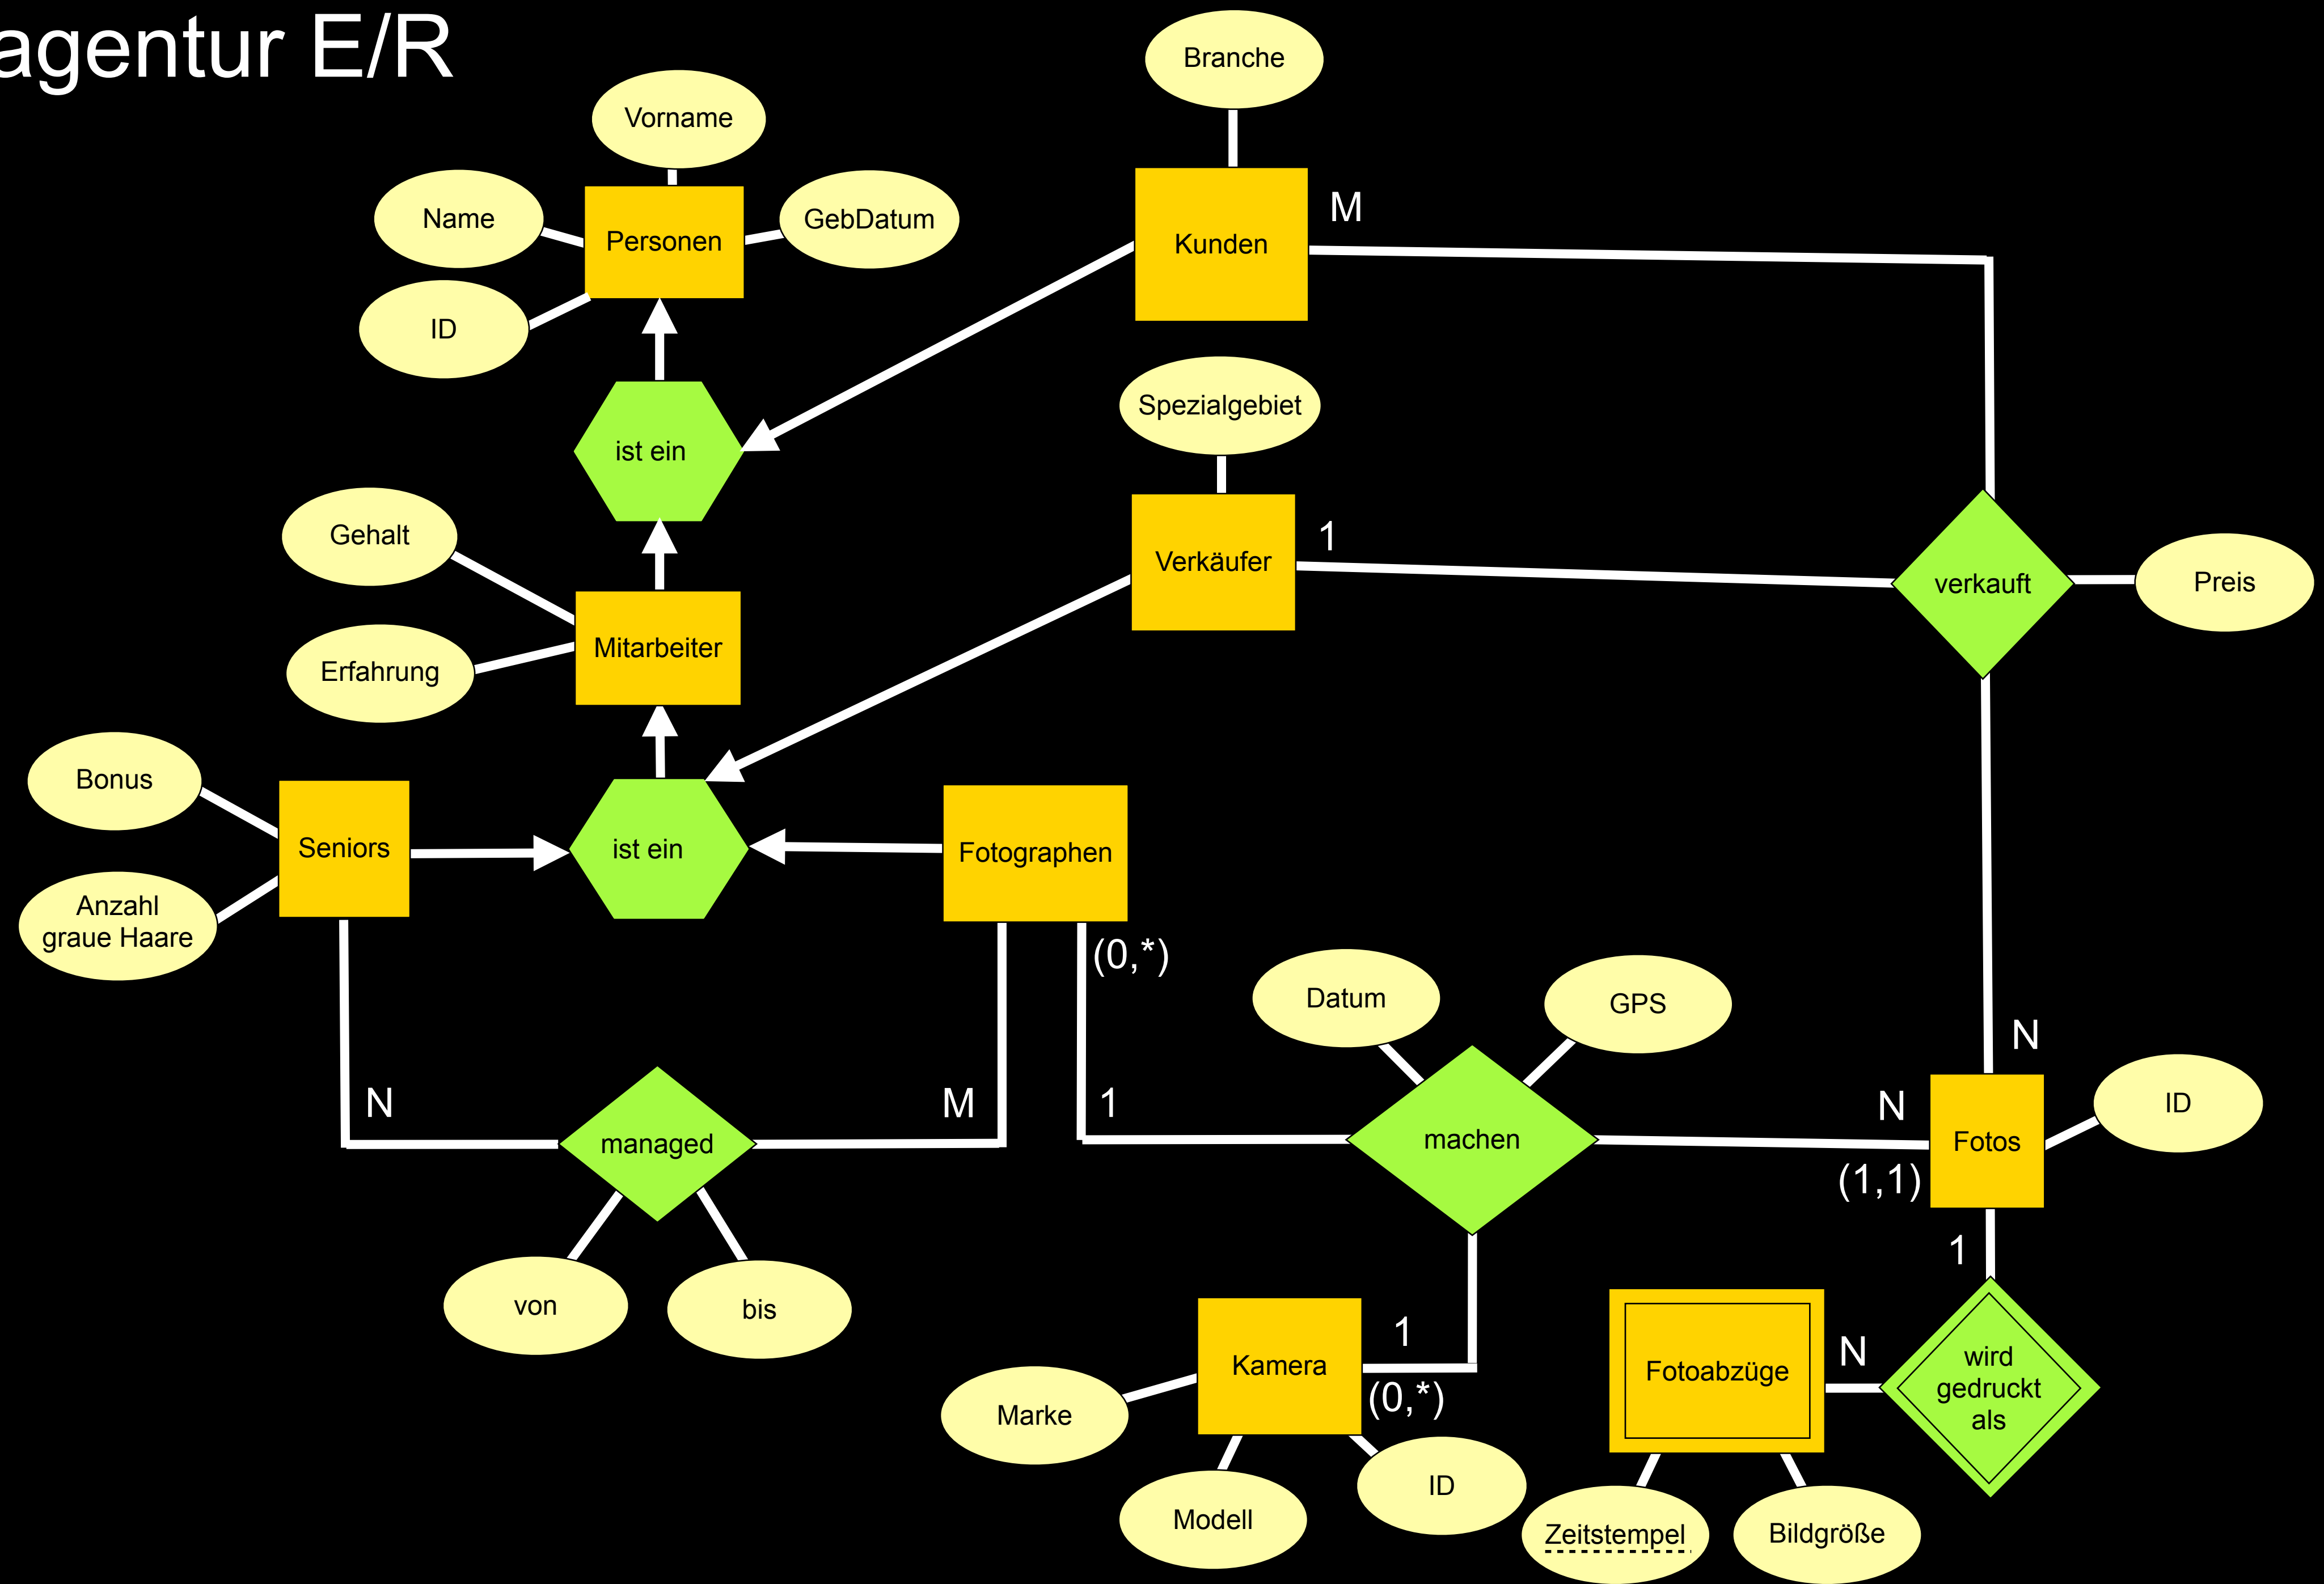 agentur E/R
Branche
Vorname
Name
Personen
GebDatum
Kunden
M
ID
Spezialgebiet
ist ein
Gehalt
1
Verkäufer
verkauft
Preis
Mitarbeiter
Erfahrung
Bonus
Seniors
ist ein
Fotographen
Anzahl
graue Haare
(0,*)
Datum
GPS
N
N
M
1
N
ID
managed
machen
Fotos
(1,1)
1
von
bis
1
Kamera
(0,*)
Fotoabzüge
N
wird
gedruckt
als
Marke
Modell
ID
Zeitstempel
Bildgröße